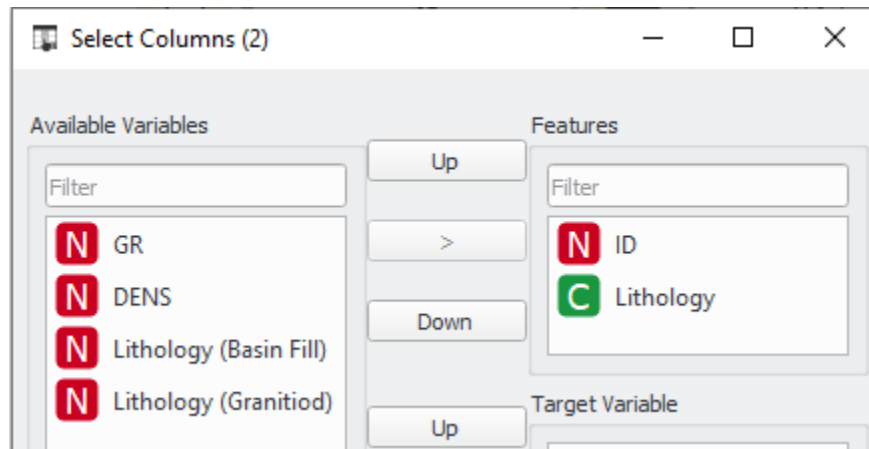 Select Columns (2)
Available Variables
Filter
N GR
N DENS
N Lithology (Basin Fill)
N Lithology (Granitiod)
Up
>
Down
Up
Features
Filter
N ID
C Lithology
Target Variable